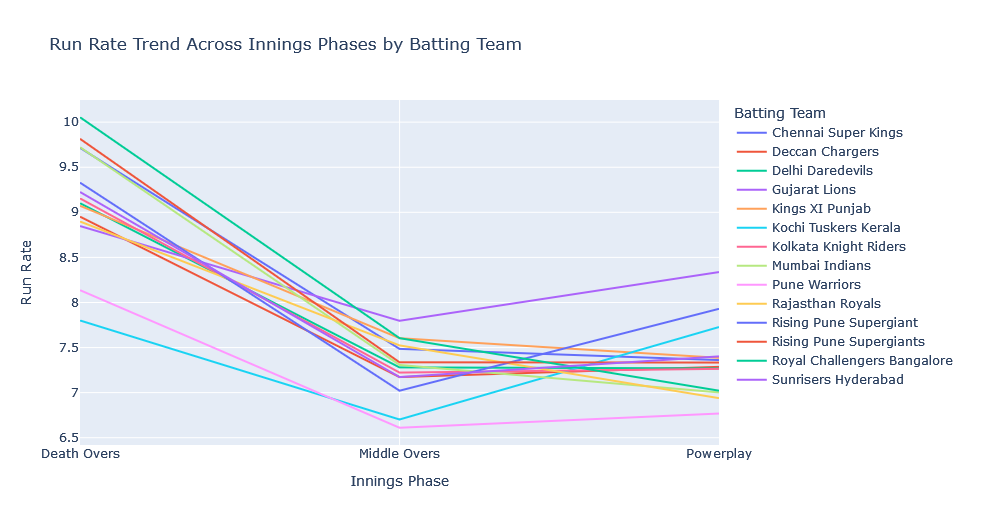 Run Rate Trend Across Innings Phases by Batting Team
Batting Team
Chennai Super Kings
Deccan Chargers
Delhi Daredevils
Gujarat Lions
Kings XI Punjab
Kochi Tuskers Kerala
Kolkata Knight Riders
Mumbai Indians
Pune Warriors
Rajasthan Royals
Rising Pune Supergiant
Rising Pune Supergiants
Royal Challengers Bangalore
Sunrisers Hyderabad
Run Rate
10
9.5
9
8.5
8
7.5
7
6.5
Death Overs
Middle Overs
Powerplay
Innings Phase